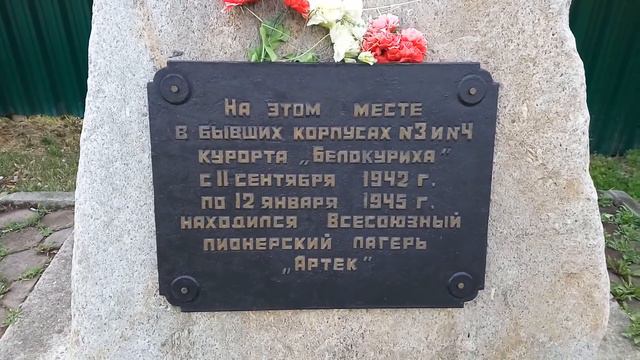 На этом месте
в бывших корпусах №3 и №4
курорта „Белокуриха"
с 11 сентября 1942 г.
по 12 января 1945 г.
находился Всесоюзный
пионерский лагерь
„Артек"